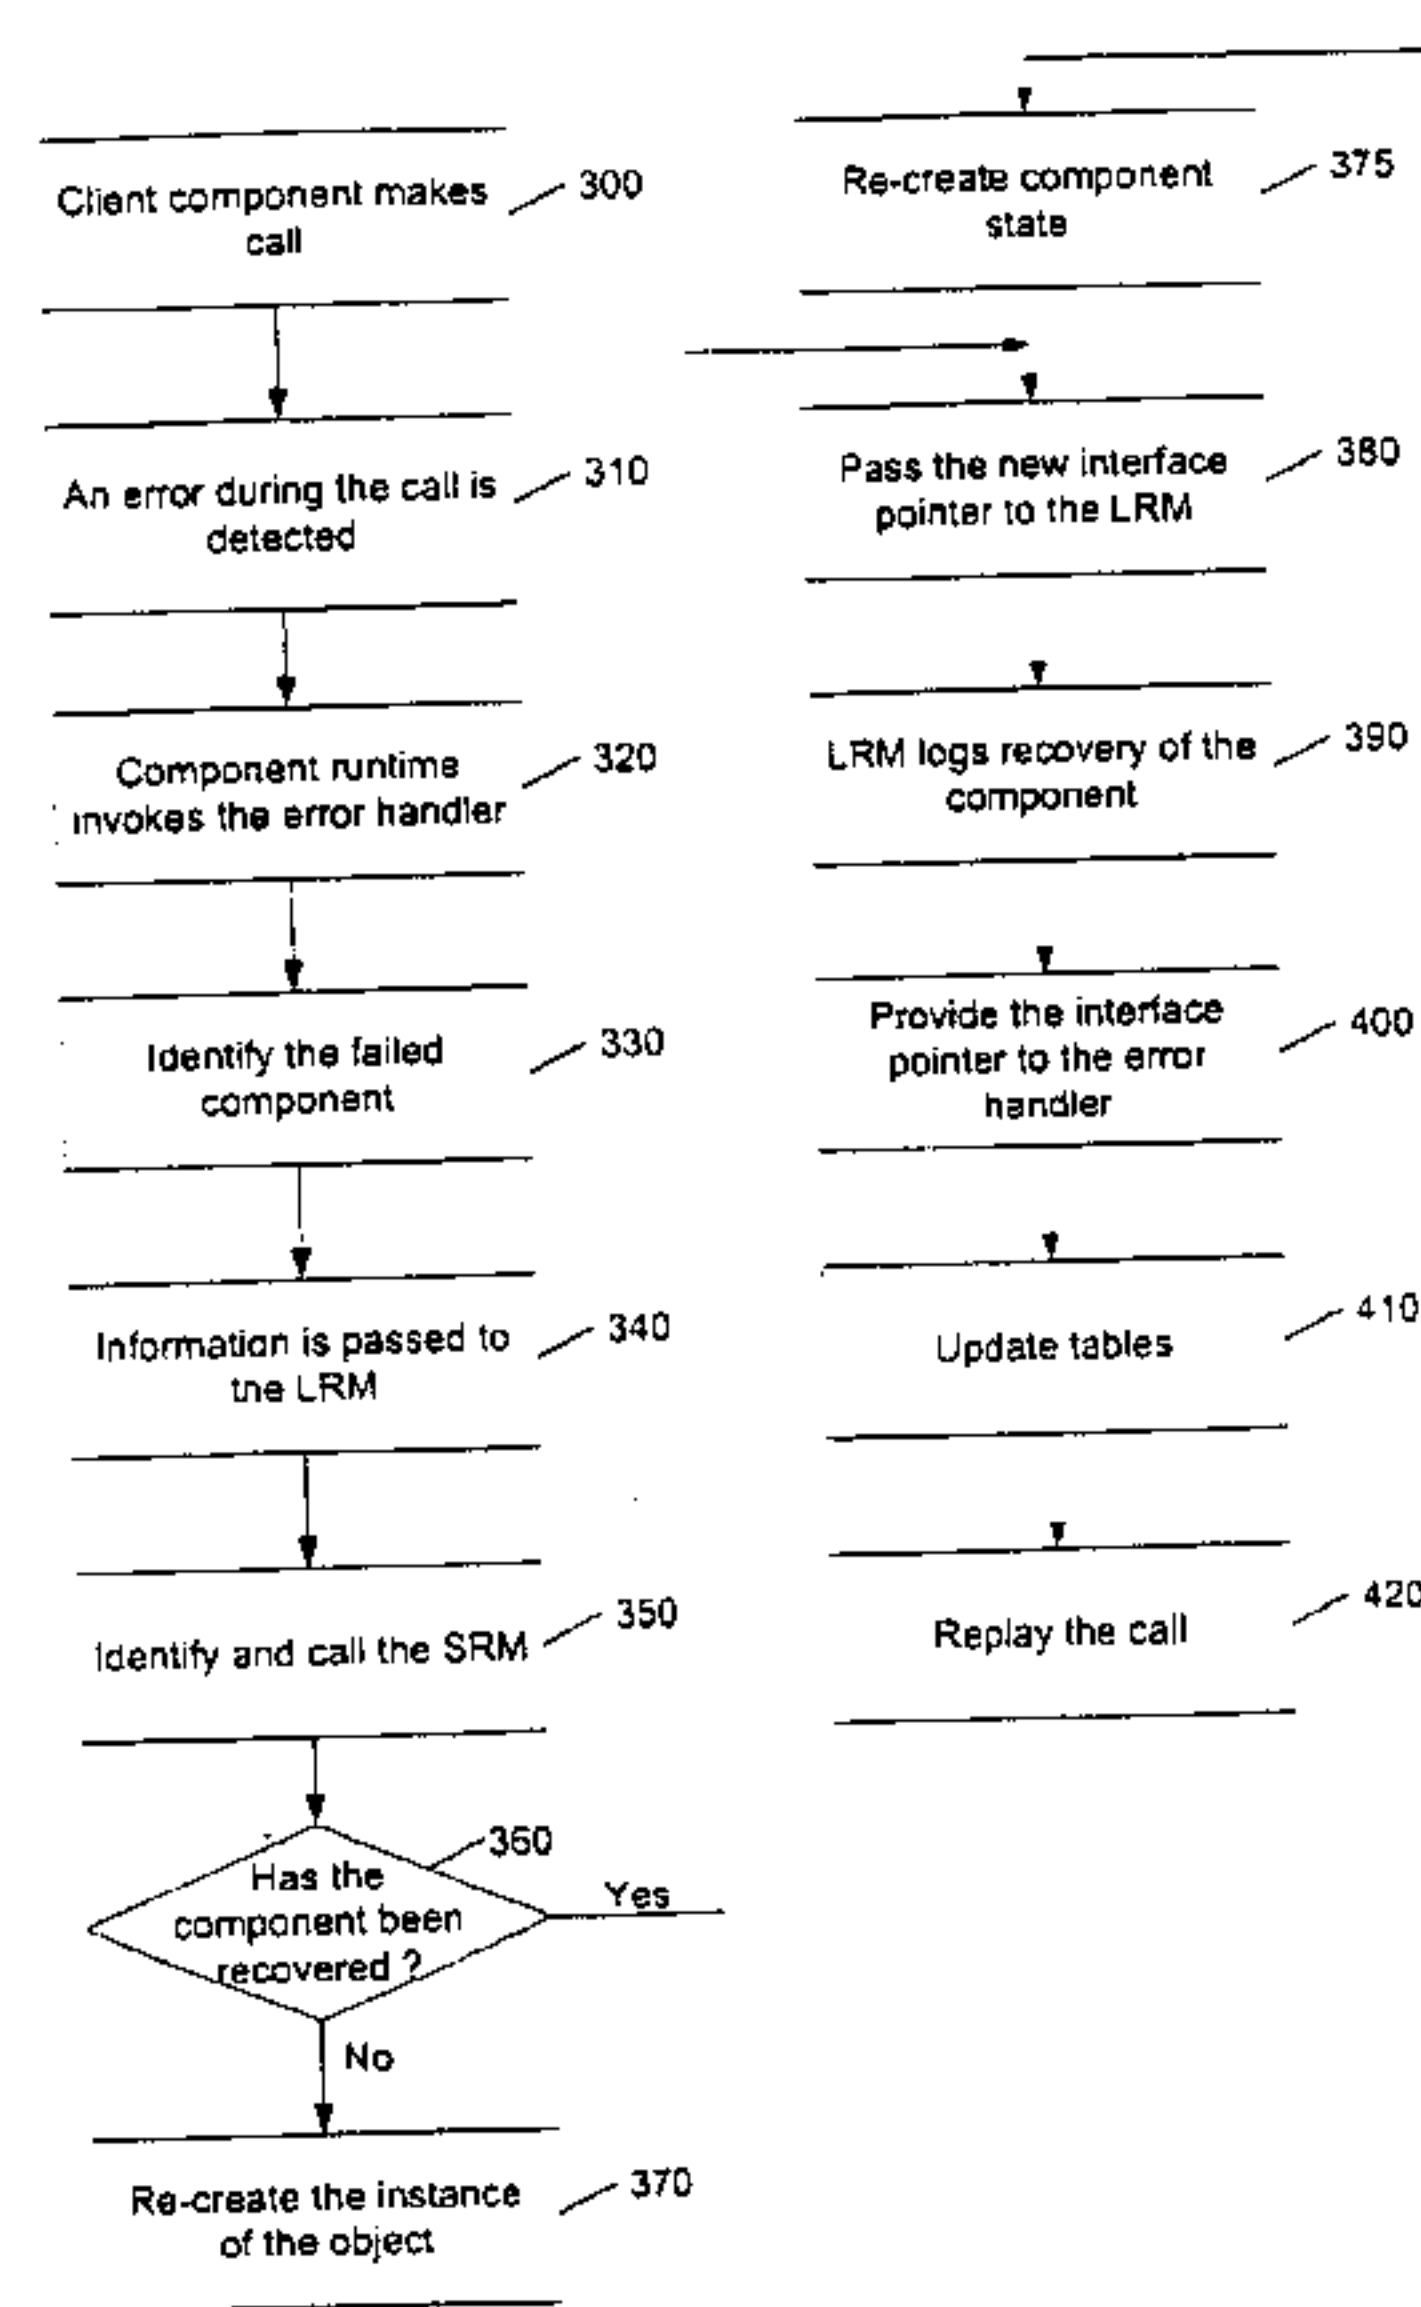 Client component makes
call
300
An error during the call is
detected
310
Component runtime
invokes the error handler
320
Identify the failed
component
330
Information is passed to
the LRM
340
Identify and call the SRM
350
360
Has the
component been
recovered ?
Yes
No
Re-create the instance
of the object
370
Re-create component
state
375
Pass the new interface
pointer to the LRM
380
LRM logs recovery of the
component
390
Provide the interface
pointer to the error
handler
400
Update tables
410
Replay the call
420